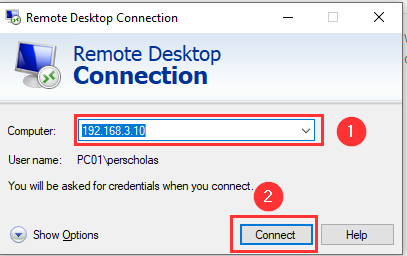 Remote Desktop Connection
Remote Desktop
Connection
Computer: 192.168.3.10
1
User name: PC01\perscholas
You will be asked for credentials when you connect.
2
Show Options Connect Help